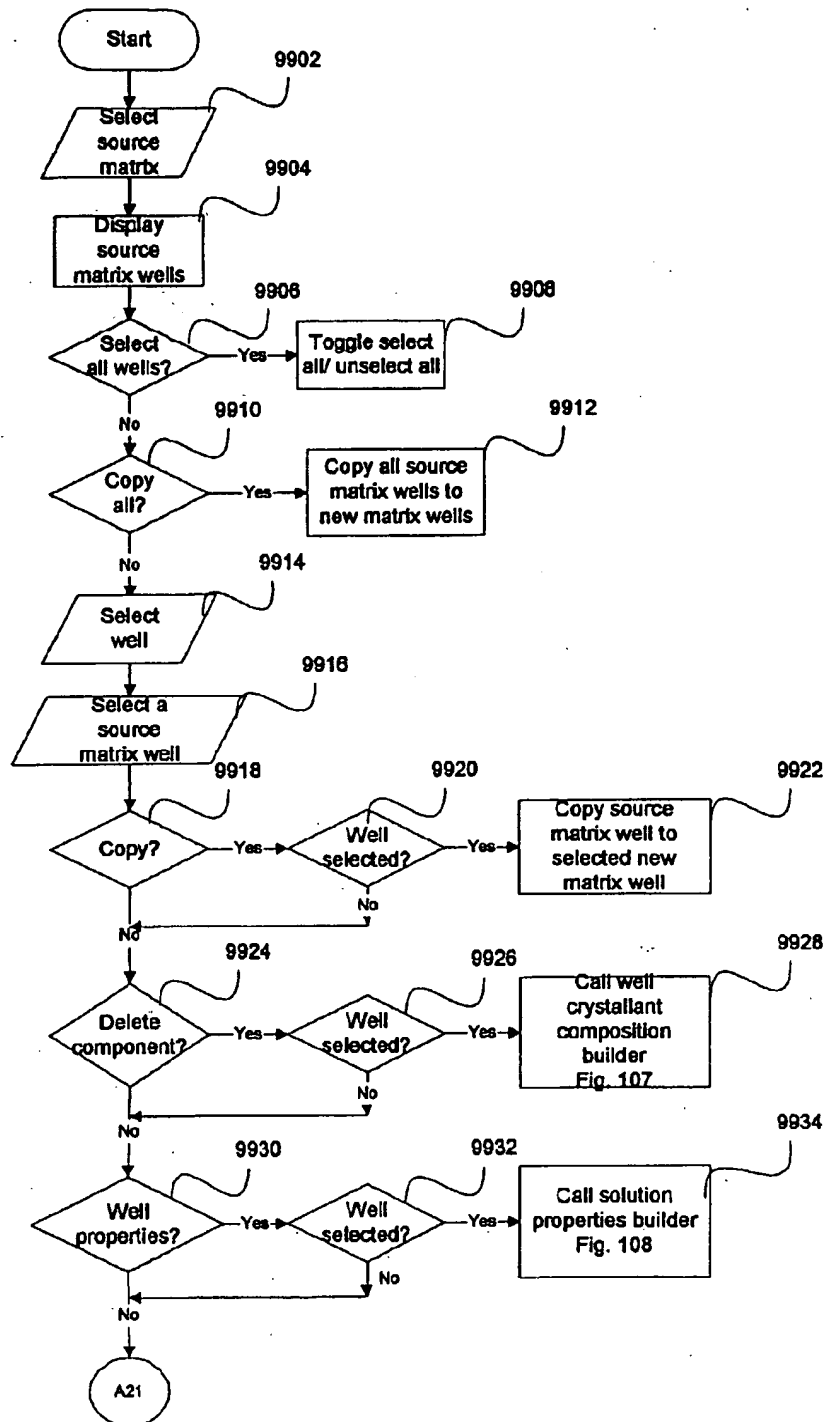 Start
9902
Select
source
matrix
9904
Display
source
matrix wells
9906
9908
Select
all wells?
Yes
Toggle select
all/ unselect all
No
9910
9912
Copy
all?
Yes
Copy all source
matrix wells to
new matrix wells
No
9914
Select
well
9916
Select a
source
matrix well
9918
9920
9922
Copy?
Yes
Well
selected?
Yes
Copy source
matrix well to
selected new
matrix well
No
No
9924
9926
9928
Delete
component?
Yes
Well
selected?
Yes
Call well
crystallant
composition
builder
Fig. 107
No
No
9930
9932
9934
Well
properties?
Yes
Well
selected?
Yes
Call solution
properties builder
Fig. 108
No
No
A21